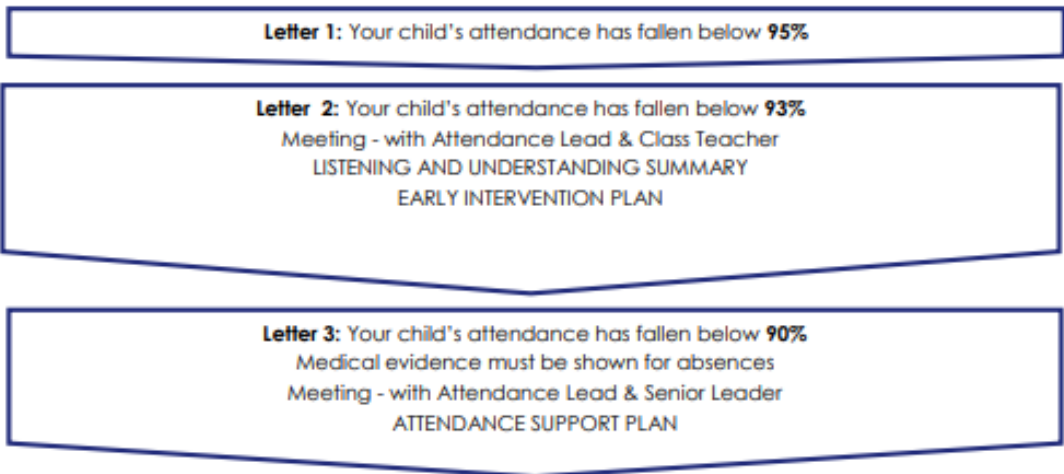 Letter 1: Your child's attendance has fallen below 95%
Letter 2: Your child's attendance has fallen below 93%
Meeting - with Attendance Lead & Class Teacher
LISTENING AND UNDERSTANDING SUMMARY
EARLY INTERVENTION PLAN
Letter 3: Your child's attendance has fallen below 90%
Medical evidence must be shown for absences
Meeting - with Attendance Lead & Senior Leader
ATTENDANCE SUPPORT PLAN